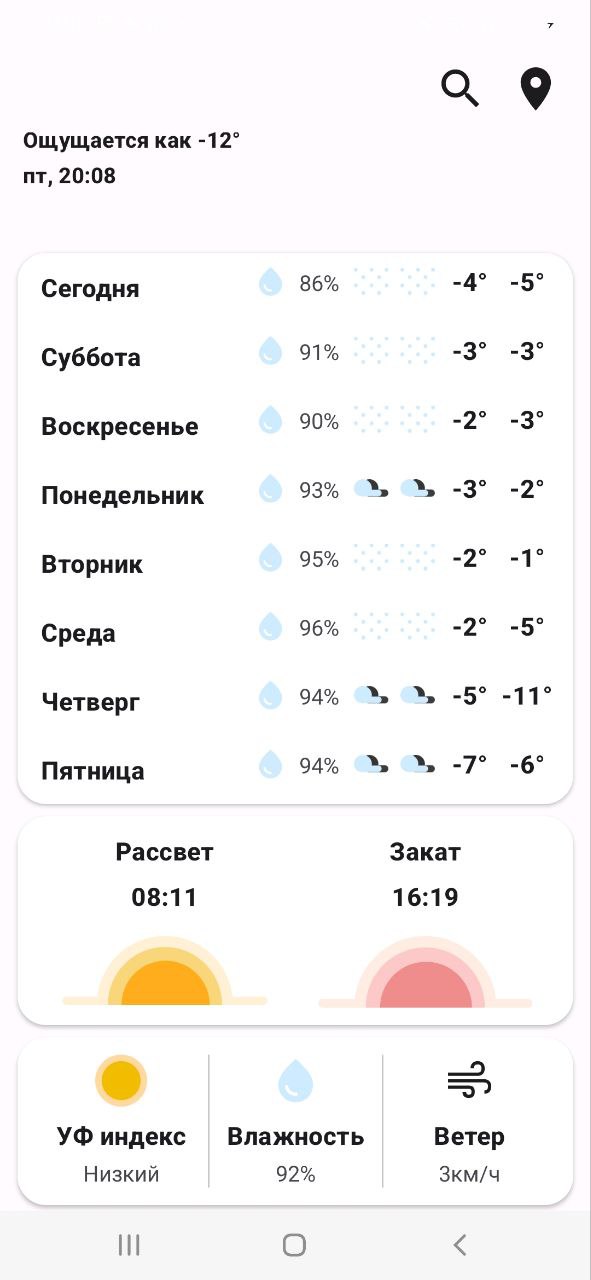 Ощущается как -12°
пт, 20:08
Сегодня 86% -4° -5°
Суббота 91% -3° -3°
Воскресенье 90% -2° -3°
Понедельник 93% -3° -2°
Вторник 95% -2° -1°
Среда 96% -2° -5°
Четверг 94% -5° -11°
Пятница 94% -7° -6°
Рассвет Закат
08:11 16:19
УФ индекс Влажность Ветер
Низкий 92% 3км/ч